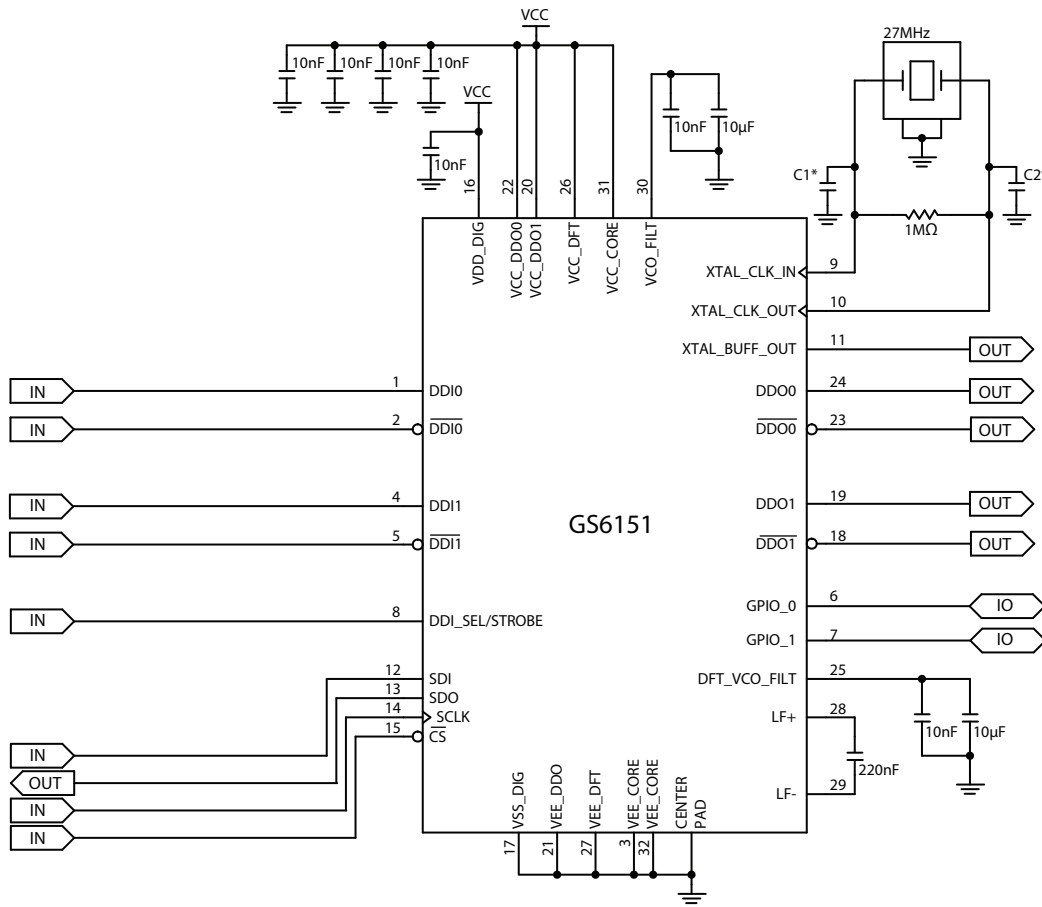 VCC
27MHz
10nF 10nF 10nF 10nF
VCC
10nF
10nF 10μF
C1* C2*
1MΩ
16 22 20 26 31 30
VDD_DIG VCC_DDO0 VCC_DDO1 VCC_DFT VCC_CORE VCO_FILT
XTAL_CLK_IN 9
XTAL_CLK_OUT 10
XTAL_BUFF_OUT 11 OUT
IN 1 DDI0 DDO0 24 OUT
IN 2 DDI0 DDO0 23 OUT
IN 4 DDI1 DDO1 19 OUT
GS6151
IN 5 DDI1 DDO1 18 OUT
GPIO_0 6 IO
IN 8 DDI_SEL/STROBE
GPIO_1 7 IO
12 SDI DFT_VCO_FILT 25
13 SDO
14 SCLK LF+ 28
10nF 10μF
15 CS
IN
220nF
OUT
LF- 29
IN
IN
VSS_DIG VEE_DDO VEE_DFT VEE_CORE VEE_CORE CENTER PAD
17 21 27 3 32